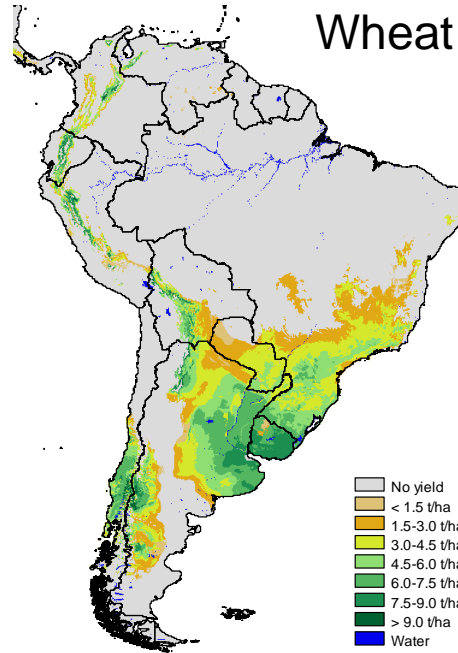 Wheat
No yield
< 1.5 t/ha
1.5-3.0 t/ha
3.0-4.5 t/ha
4.5-6.0 t/ha
6.0-7.5 t/ha
7.5-9.0 t/ha
> 9.0 t/ha
Water